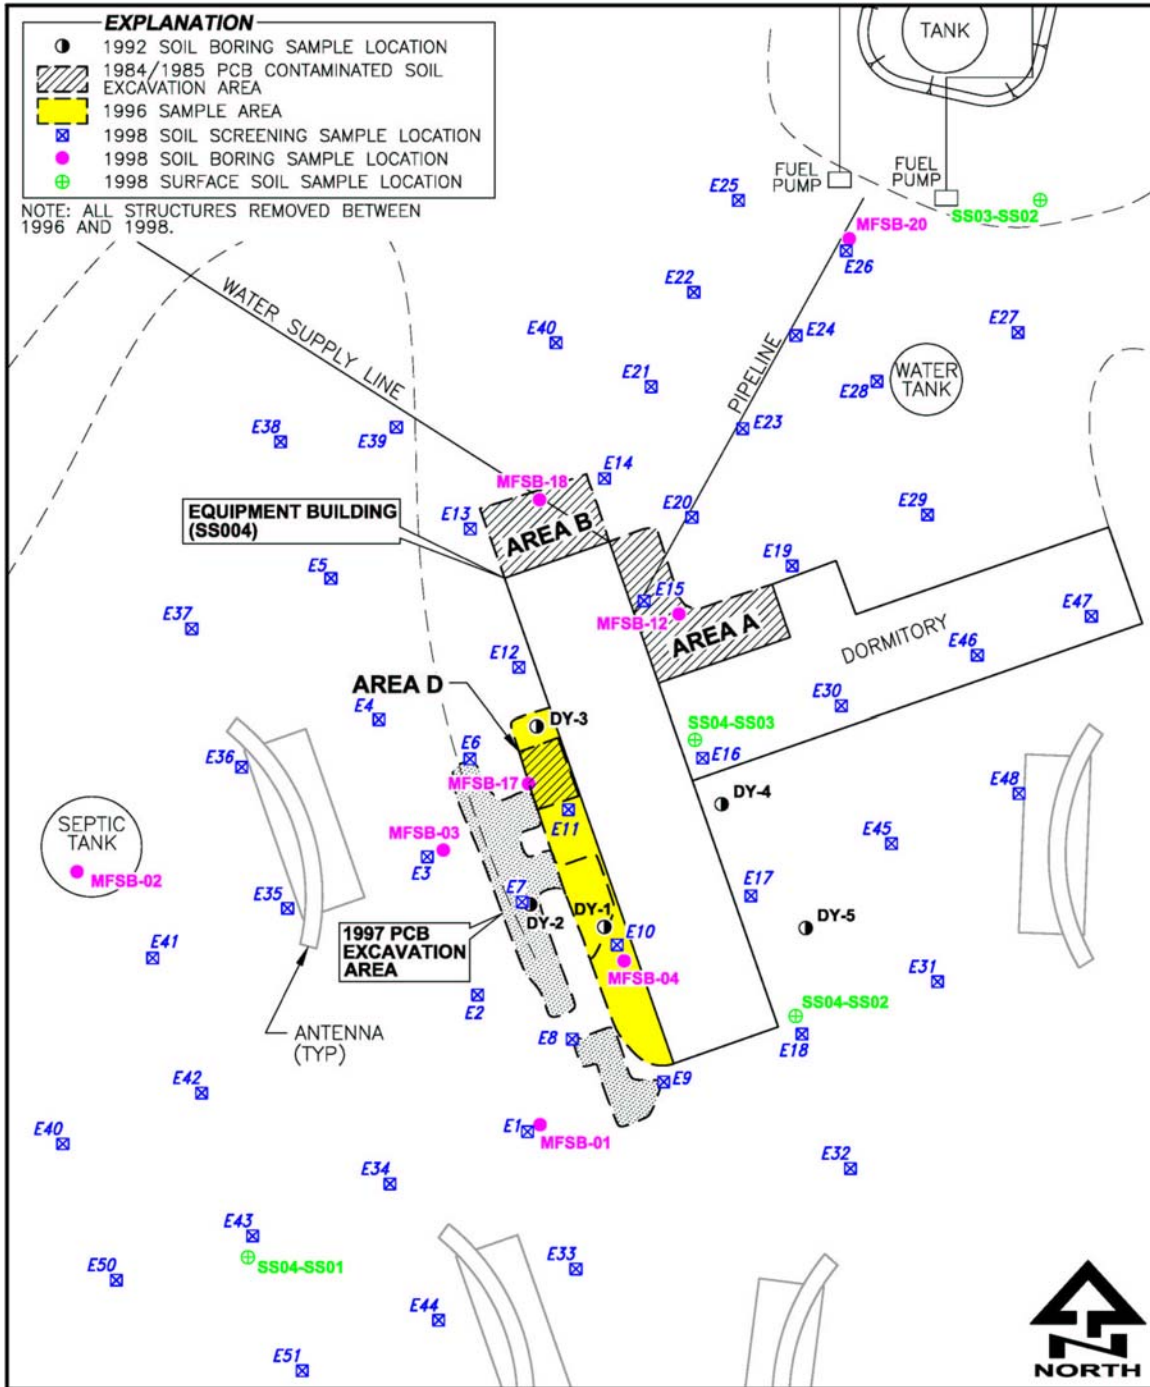 EXPLANATION
1992 SOIL BORING SAMPLE LOCATION
1984/1985 PCB CONTAMINATED SOIL
EXCAVATION AREA
1996 SAMPLE AREA
1998 SOIL SCREENING SAMPLE LOCATION
1998 SOIL BORING SAMPLE LOCATION
1998 SURFACE SOIL SAMPLE LOCATION
NOTE: ALL STRUCTURES REMOVED BETWEEN
1996 AND 1998.
TANK
FUEL
PUMP
FUEL
PUMP
E25
SS03-SS02
MFSB-20
E26
WATER SUPPLY LINE
E22
E40
E24
E27
E21
PIPELINE
WATER
TANK
E28
E38
E39
E23
E14
MFSB-18
EQUIPMENT BUILDING
(SS004)
E13
AREA B
E20
E29
E5
E19
E15
E37
MFSB-12
AREA A
E47
DORMITORY
E46
E12
AREA D
E30
E4
DY-3
SS04-SS03
E6
E16
E36
MFSB-17
DY-4
E48
SEPTIC
TANK
E11
MFSB-03
E3
E45
MFSB-02
E35
E7
E17
DY-2
DY-1
DY-5
1997 PCB
EXCAVATION
AREA
E10
E41
MFSB-04
E31
E2
SS04-SS02
ANTENNA
(TYP)
E8
E18
E9
E42
E40
E1
MFSB-01
E32
E34
E43
SS04-SS01
E50
E33
E44
E51
N
NORTH